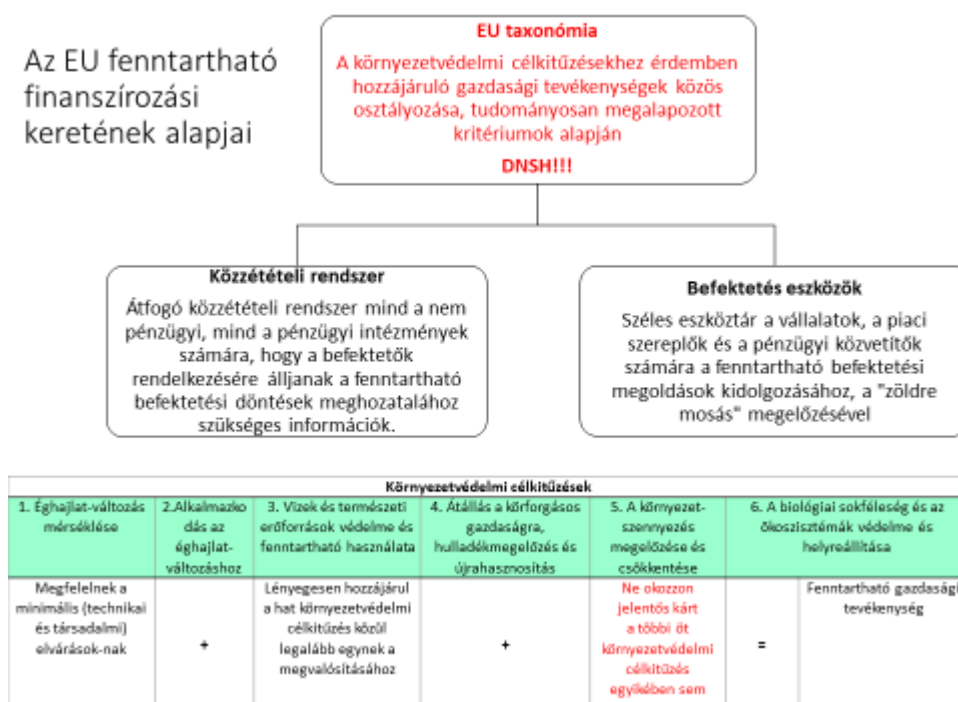 Az EU fenntartható
finanszírozási
keretének alapjai
EU taxonómia
A környezetvédelmi célkitűzésekhez érdemben
hozzájáruló gazdasági tevékenységek közös
osztályozása, tudományosan megalapozott
kritériumok alapján
DNSH!!!
Közzétételi rendszer
Átfogó közzétételi rendszer mind a nem
pénzügyi, mind a pénzügyi intézmények
számára, hogy a befektetők
rendelkezésére álljanak a fenntartható
befektetési döntések meghozatalához
szükséges információk.
Befektetés eszközök
Széles eszköztár a vállalatok, a piaci
szereplők és a pénzügyi közvetítők
számára a fenntartható befektetési
megoldások kidolgozásához, a "zöldre
mosás" megelőzésével
Környezetvédelmi célkitűzések
1. Éghajlat-változás
mérséklése
2.Alkalmazko
dás az
éghajlat-
változáshoz
3. Vizek és természeti
erőforrások védelme és
fenntartható használata
4. Átállás a körforgásos
gazdaságra,
hulladékmegelőzés és
újrahasznosítás
5. A környezet-
szennyezés
megelőzése és
csökkentése
6. A biológiai sokféleség és az
ökoszisztémák védelme és
helyreállítása
Megfelelnek a
minimális (technikai
és társadalmi)
elvárások-nak
+
Lényegesen hozzájárul
a hat környezetvédelmi
célkitűzés közül
legalább egynek a
megvalósításához
+
Ne okozzon
jelentős kárt
a többi öt
környezetvédelmi
célkitűzés
egyikében sem
=
Fenntartható gazdasági
tevékenység